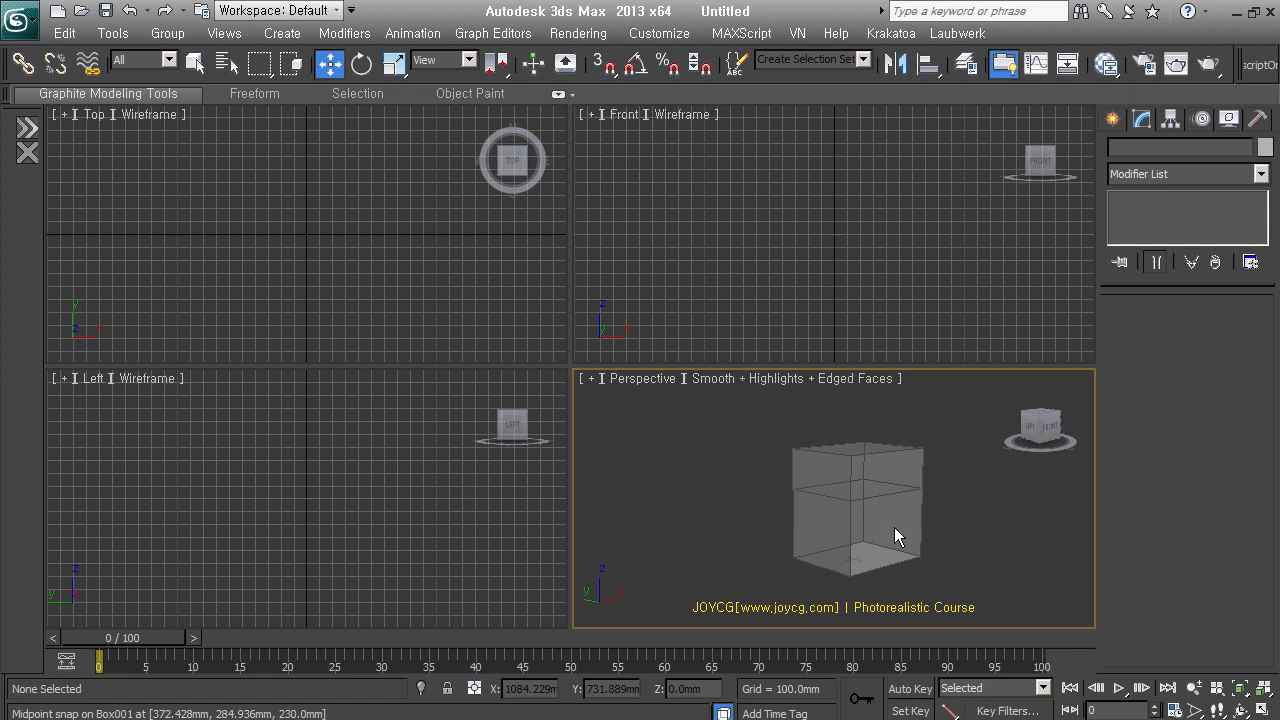 Workspace: Default
Autodesk 3ds Max 2013 x64 Untitled
Type a keyword or phrase
Edit Tools Group Views Create Modifiers Animation Graph Editors Rendering Customize MAXScript VN Help Krakatoa Laubwerk
All
View
3
Create Selection Set
scriptOn
Graphite Modeling Tools Freeform Selection Object Paint
[ + ] [ Top ] [ Wireframe ]
TOP
[ + ] [ Front ] [ Wireframe ]
FRONT
Modifier List
y
z
x
z
y
x
[ + ] [ Left ] [ Wireframe ]
LEFT
[ + ] [ Perspective ] [ Smooth + Highlights + Edged Faces ]
LEFT FRONT
z
y
z
y
x
JOYCG[www.joycg.com] | Photorealistic Course
< 0 / 100 >
0 5 10 15 20 25 30 35 40 45 50 55 60 65 70 75 80 85 90 95 100
None Selected
X: 1084.229m
Y: 731.889mm
Z: 0.0mm
Grid = 100.0mm
Auto Key
Selected
Midpoint snap on Box001 at [372.428mm, 284.936mm, 230.0mm]
Add Time Tag
Set Key
Key Filters...
0